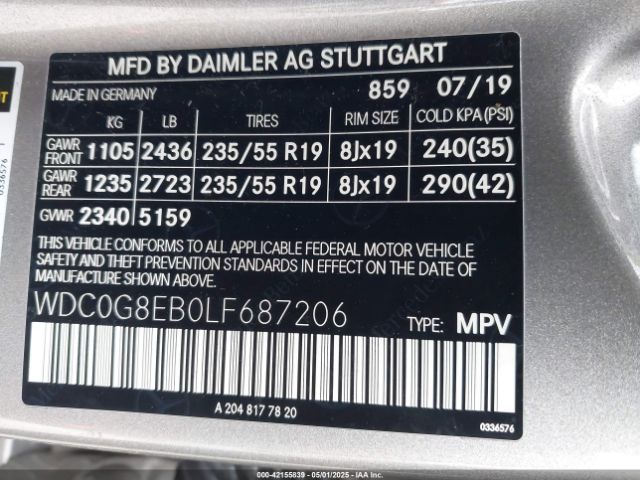 MFD BY DAIMLER AG STUTTGART
MADE IN GERMANY 859 07/19
KG LB TIRES RIM SIZE COLD KPA (PSI)
GAWR FRONT 1105 2436 235/55 R19 8Jx19 240(35)
GAWR REAR 1235 2723 235/55 R19 8Jx19 290(42)
GVWR 2340 5159
THIS VEHICLE CONFORMS TO ALL APPLICABLE FEDERAL MOTOR VEHICLE
SAFETY AND THEFT PREVENTION STANDARDS IN EFFECT ON THE DATE OF
MANUFACTURE SHOWN ABOVE.
WDC0G8EB0LF687206 TYPE: MPV
A 204 817 78 20
0336576
0336576
000-42155839 - 05/01/2025 - IAAI.COM